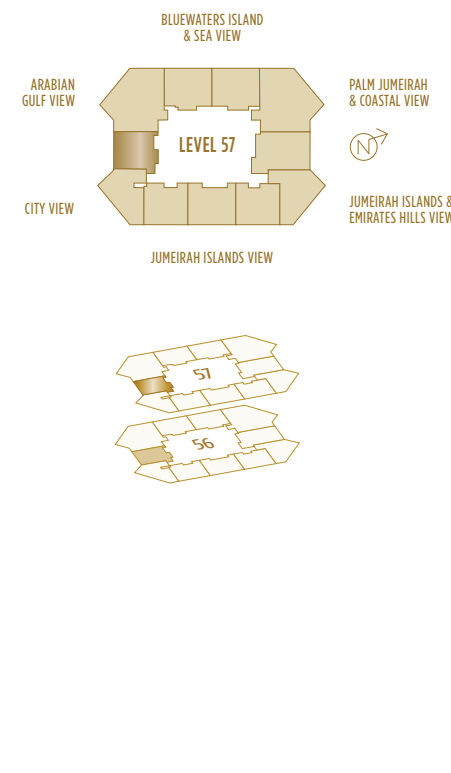 BLUEWATERS ISLAND
& SEA VIEW
ARABIAN
GULF VIEW
PALM JUMEIRAH
& COASTAL VIEW
LEVEL 57
N
CITY VIEW
JUMEIRAH ISLANDS &
EMIRATES HILLS VIEW
JUMEIRAH ISLANDS VIEW
57
56